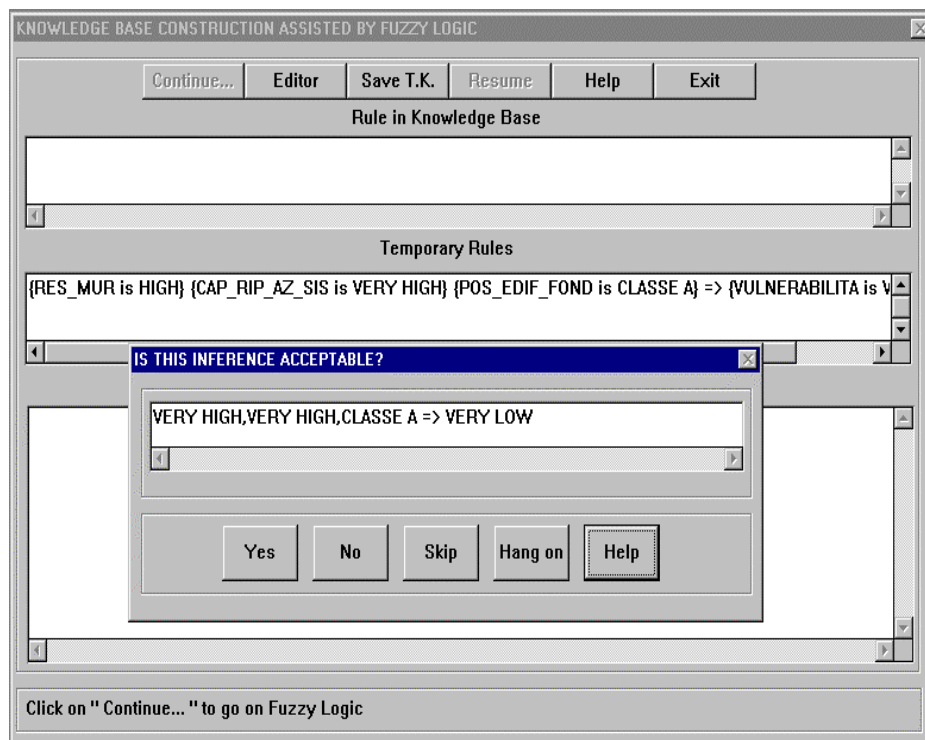 KNOWLEDGE BASE CONSTRUCTION ASSISTED BY FUZZY LOGIC
Continue... Editor Save T.K. Resume Help Exit
Rule in Knowledge Base
Temporary Rules
{RES_MUR is HIGH} {CAP_RIP_AZ_SIS is VERY HIGH} {POS_EDIF_FOND is CLASSE A} => {VULNERABILITA is V
IS THIS INFERENCE ACCEPTABLE?
VERY HIGH,VERY HIGH,CLASSE A => VERY LOW
Yes No Skip Hang on Help
Click on " Continue... " to go on Fuzzy Logic